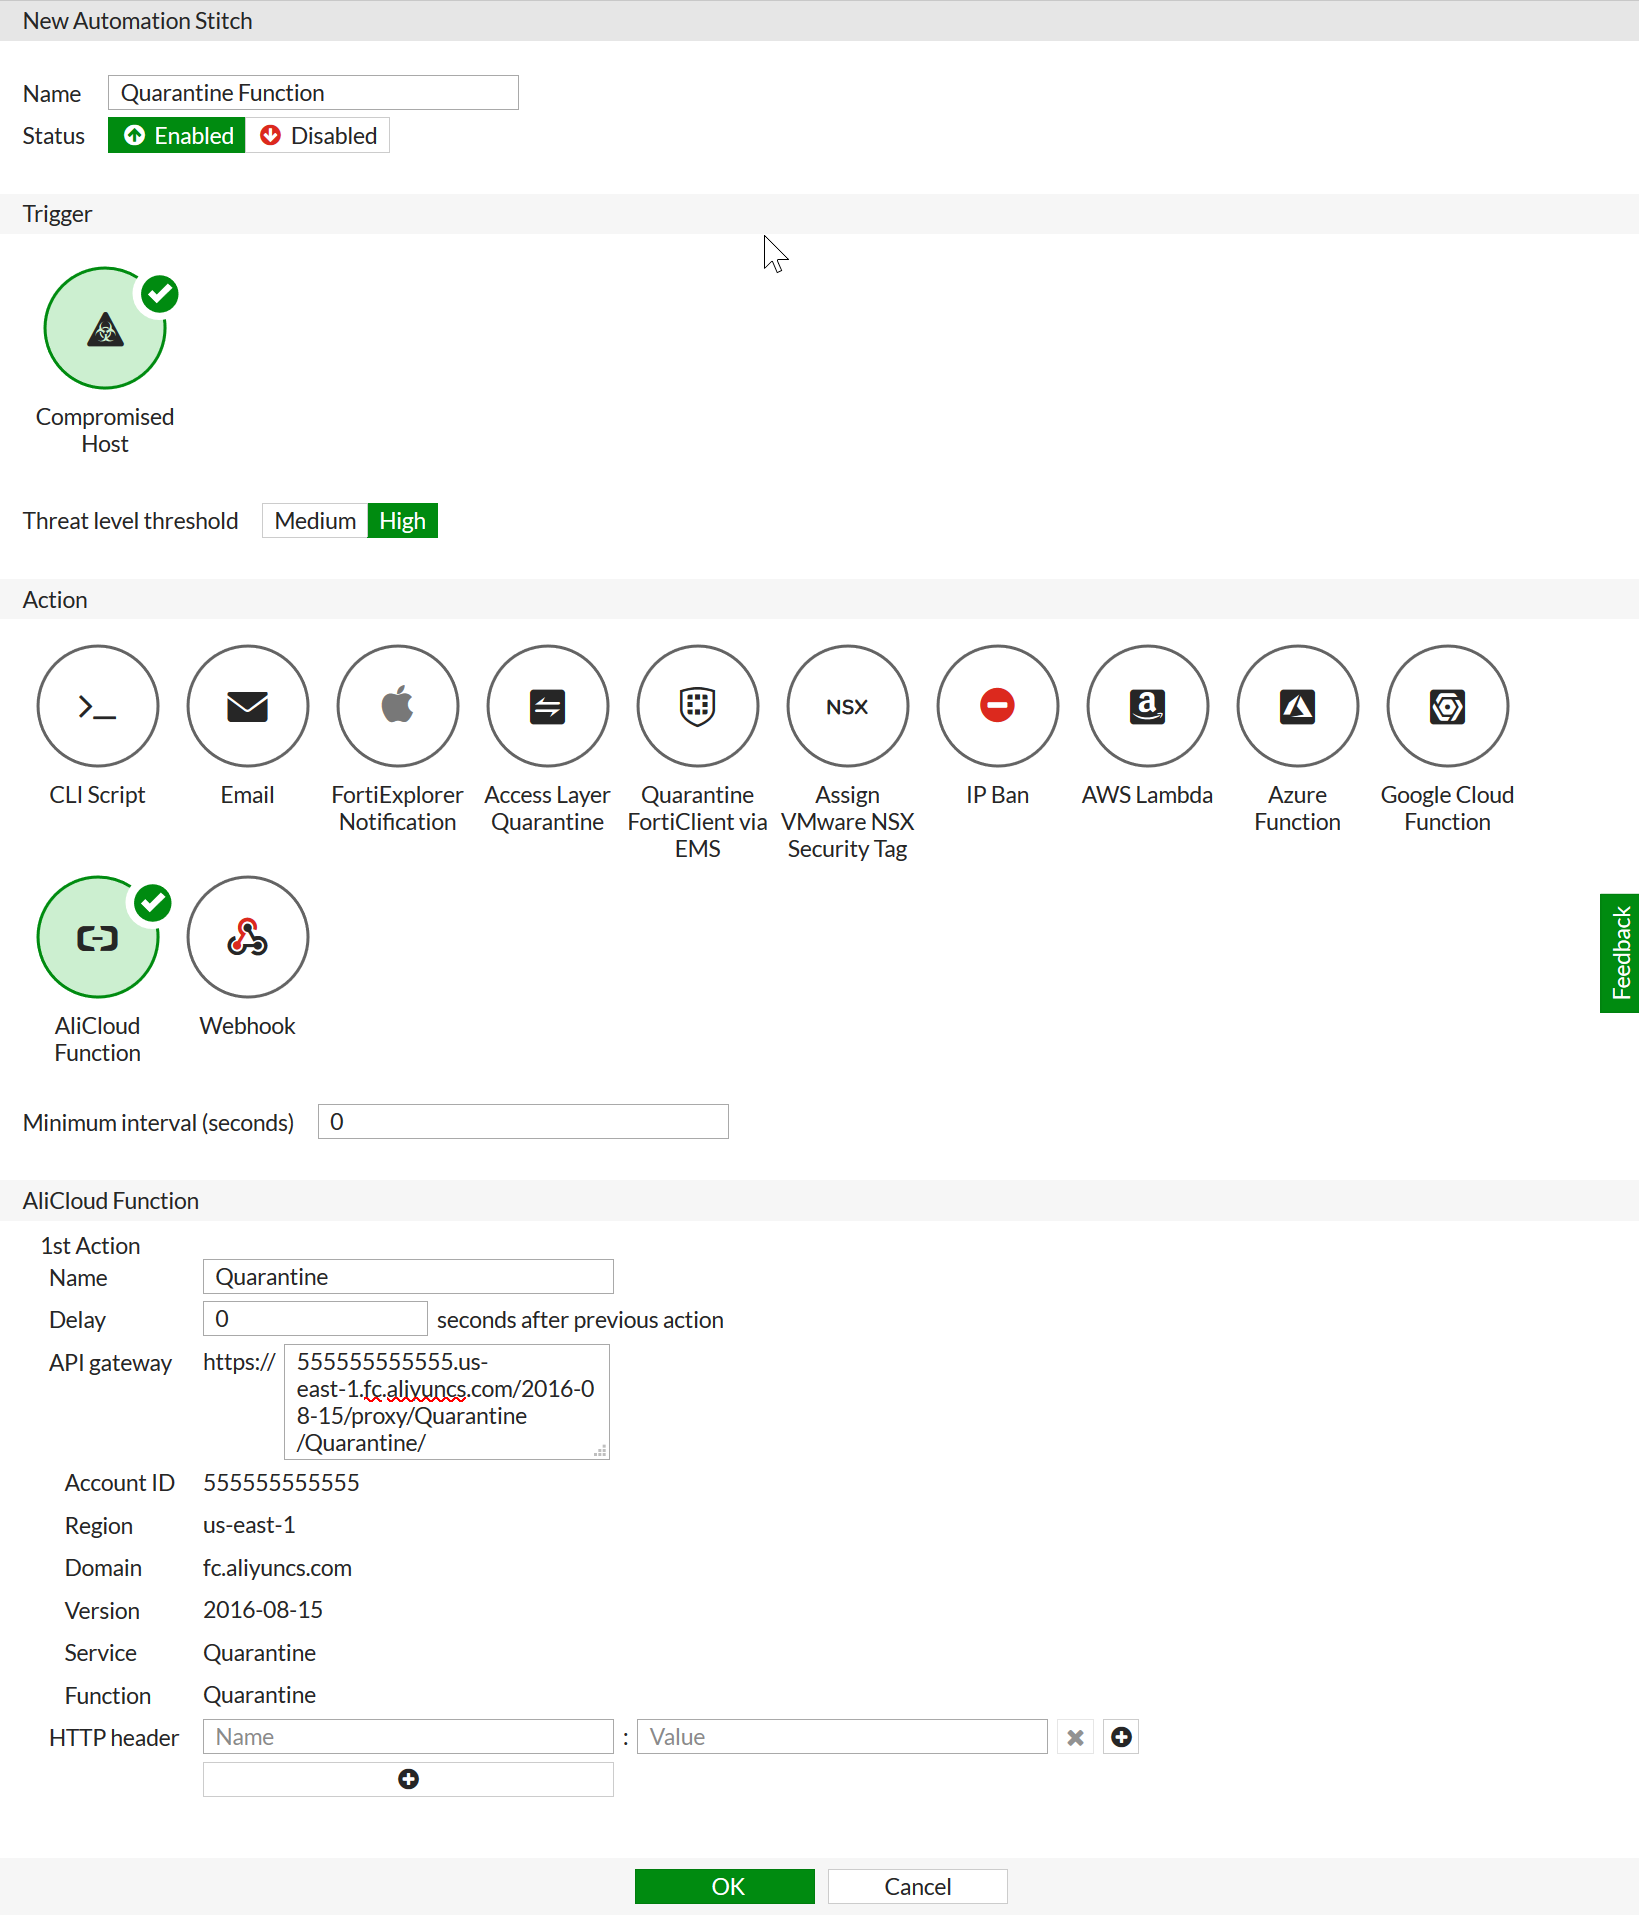 New Automation Stitch
Name Quarantine Function
Status Enabled Disabled
Trigger
Compromised
Host
Threat level threshold Medium High
Action
CLI Script
Email
FortiExplorer
Notification
Access Layer
Quarantine
Quarantine
FortiClient via
EMS
NSX
Assign
VMware NSX
Security Tag
IP Ban
a
AWS Lambda
Azure
Function
Google Cloud
Function
AliCloud
Function
Webhook
Feedback
Minimum interval (seconds) 0
AliCloud Function
1st Action
Name Quarantine
Delay 0 seconds after previous action
API gateway https:// 555555555555.us-
east-1.fc.aliyuncs.com/2016-0
8-15/proxy/Quarantine
/Quarantine/
Account ID 555555555555
Region us-east-1
Domain fc.aliyuncs.com
Version 2016-08-15
Service Quarantine
Function Quarantine
HTTP header Name : Value
OK Cancel